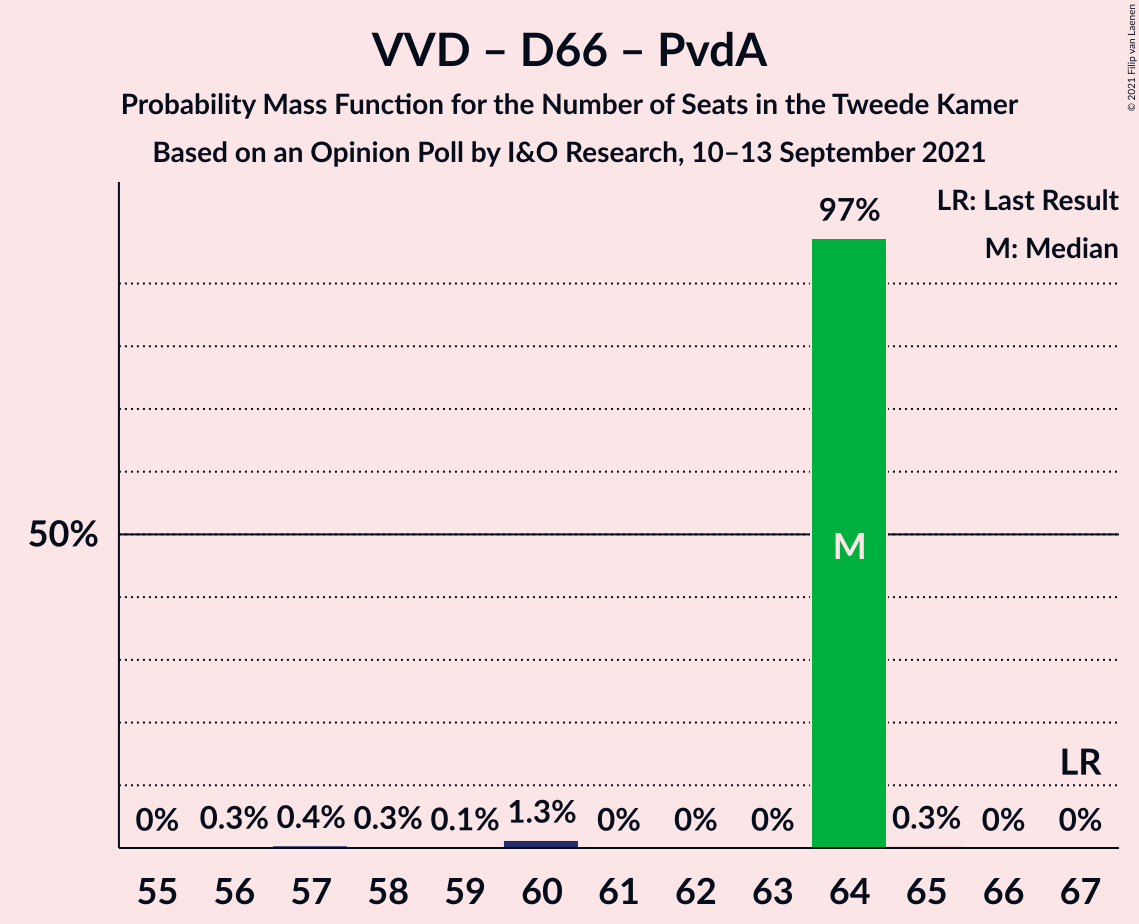 VVD – D66 – PvdA
Probability Mass Function for the Number of Seats in the Tweede Kamer
Based on an Opinion Poll by I&O Research, 10–13 September 2021
© 2021 Filip van Laenen
LR: Last Result
M: Median
97%
50%
M
LR
0% 0.3% 0.4% 0.3% 0.1% 1.3% 0% 0% 0% 0.3% 0% 0%
55 56 57 58 59 60 61 62 63 64 65 66 67